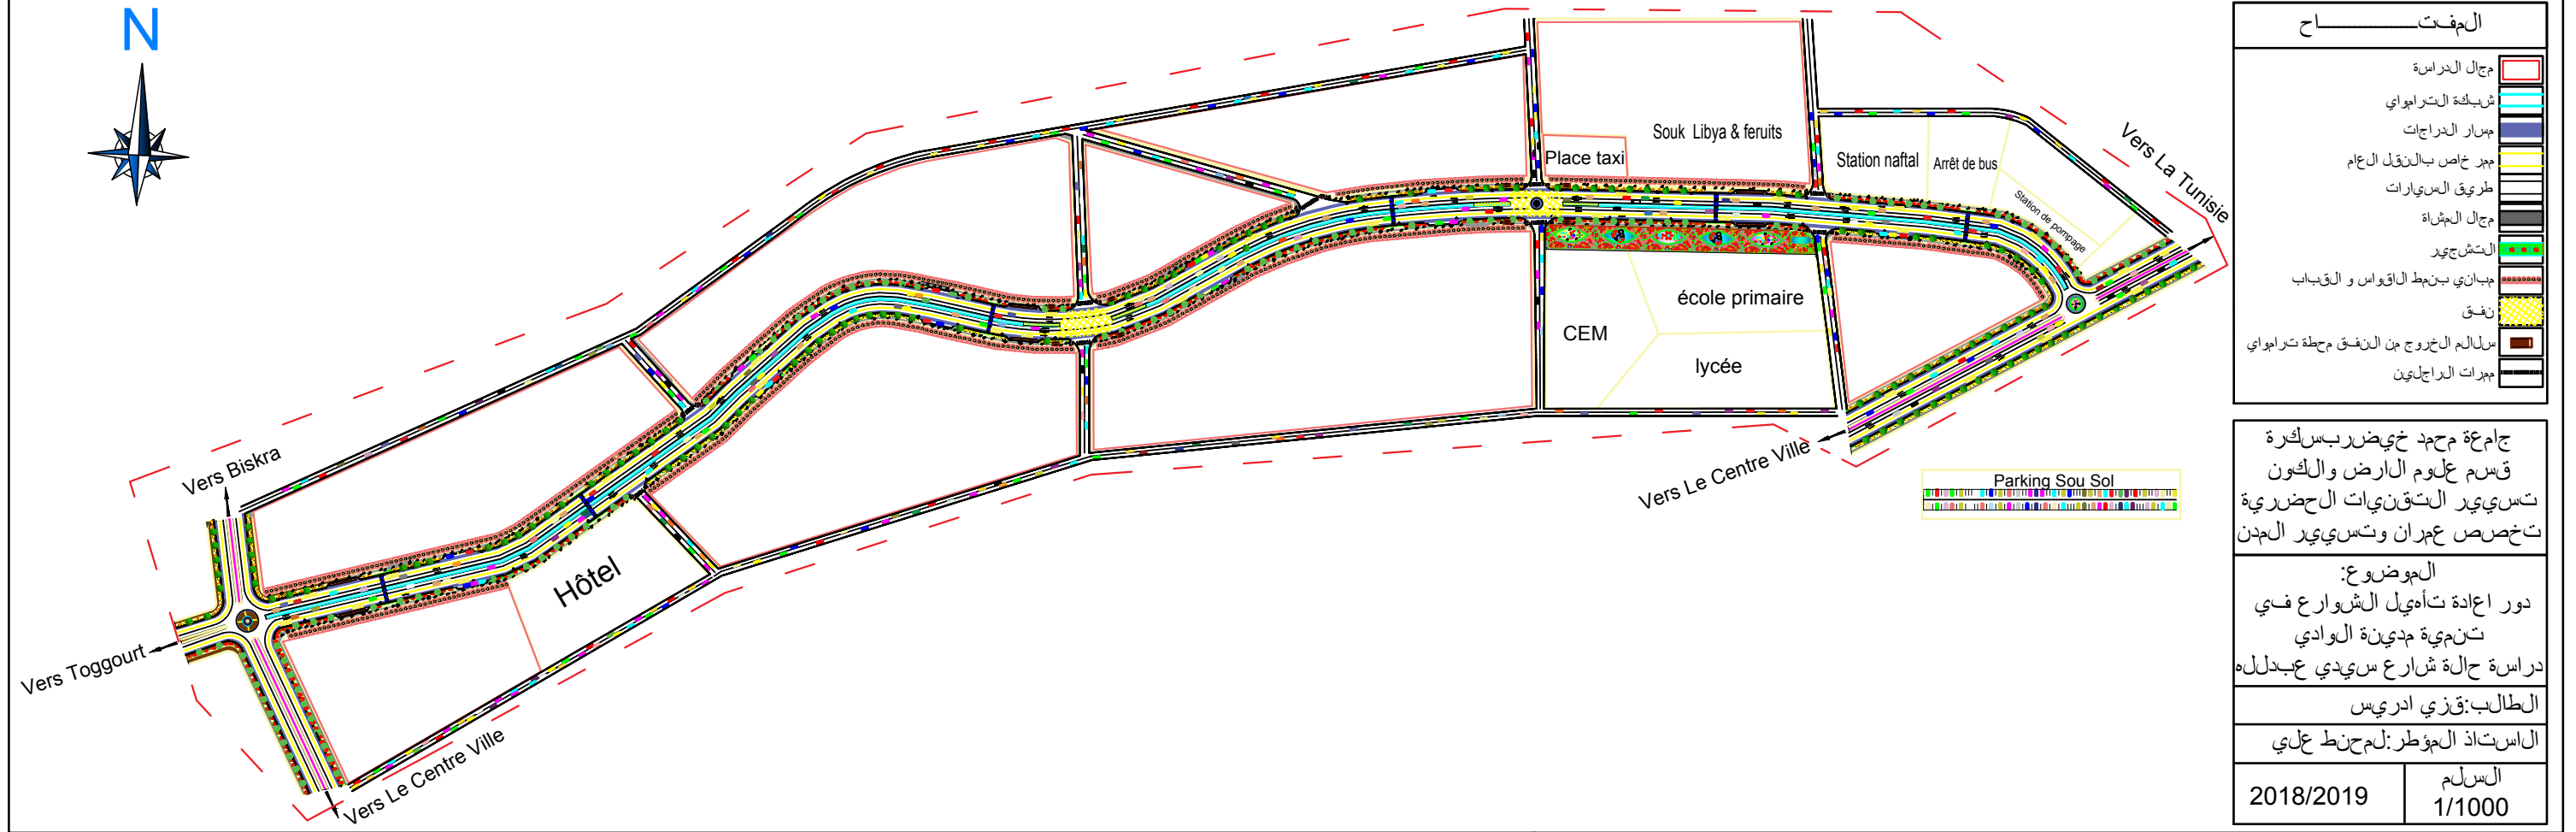 N
Vers Biskra
Vers Toggourt
Vers Le Centre Ville
Hôtel
Place taxi
Souk Libya & feruits
Station naftal
Arrêt de bus
Station de pompage
Vers La Tunisie
CEM
école primaire
lycée
Vers Le Centre Ville
Parking Sou Sol
المفتـــــــــاح
مجال الدراسة
شبكة الترامواي
مسار الدراجات
ممر خاص بالنقل العام
طريق السيارات
مجال المشاة
التشجير
مباني بنمط الاقواس و القباب
نفق
سلالم الخروج من النفق محطة ترامواي
ممرات الراجلين
جامعة محمد خيضربسكرة
قسم علوم الارض والكون
تسيير التقنيات الحضرية
تخصص عمران وتسيير المدن
الموضوع:
دور اعادة تأهيل الشوارع في
تنمية مدينة الوادي
دراسة حالة شارع سيدي عبدلله
الطالب:قزي ادريس
الاستاذ المؤطر:لمحنط علي
السلم
1/1000
2018/2019